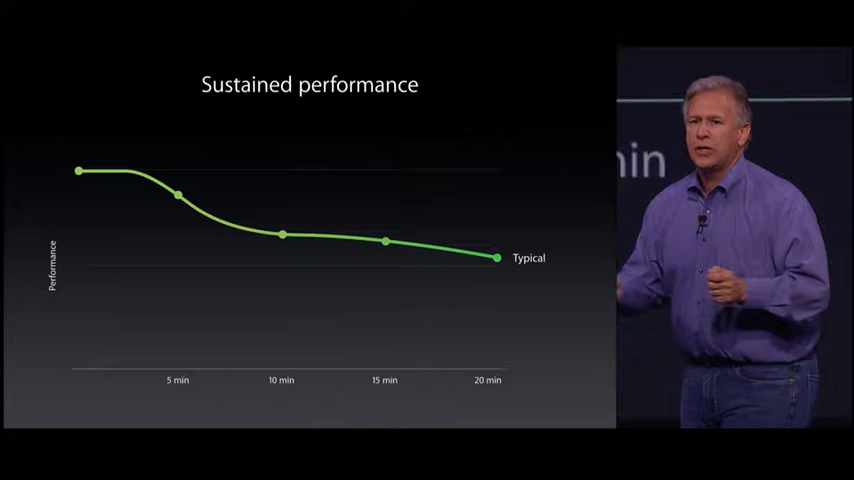 Sustained performance
Performance
Typical
5 min
10 min
15 min
20 min